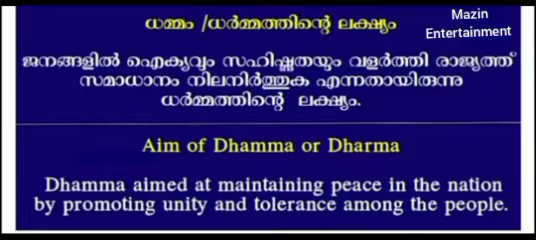 ധമ്മം /ധർമ്മത്തിന്റെ ലക്ഷ്യം
Mazin
Entertainment
ജനങ്ങളിൽ ഐക്യവും സഹിഷ്ണതയും വളർത്തി രാജ്യത്ത്
സമാധാനം നിലനിർത്തുക എന്നതായിരുന്നു
ധർമ്മത്തിന്റെ ലക്ഷ്യം.
Aim of Dhamma or Dharma
Dhamma aimed at maintaining peace in the nation
by promoting unity and tolerance among the people.